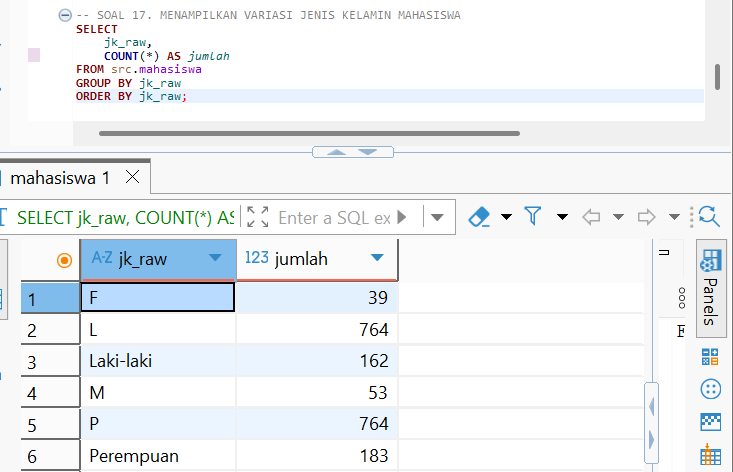 -- SOAL 17. MENAMPILKAN VARIASI JENIS KELAMIN MAHASISWA
SELECT
jk_raw,
COUNT(*) AS jumlah
FROM src.mahasiswa
GROUP BY jk_raw
ORDER BY jk_raw;
mahasiswa 1
SELECT jk_raw, COUNT(*) AS
Enter a SQL ex
A-Z jk_raw 123 jumlah
1 F 39
2 L 764
3 Laki-laki 162
4 M 53
5 P 764
6 Perempuan 183
Panels